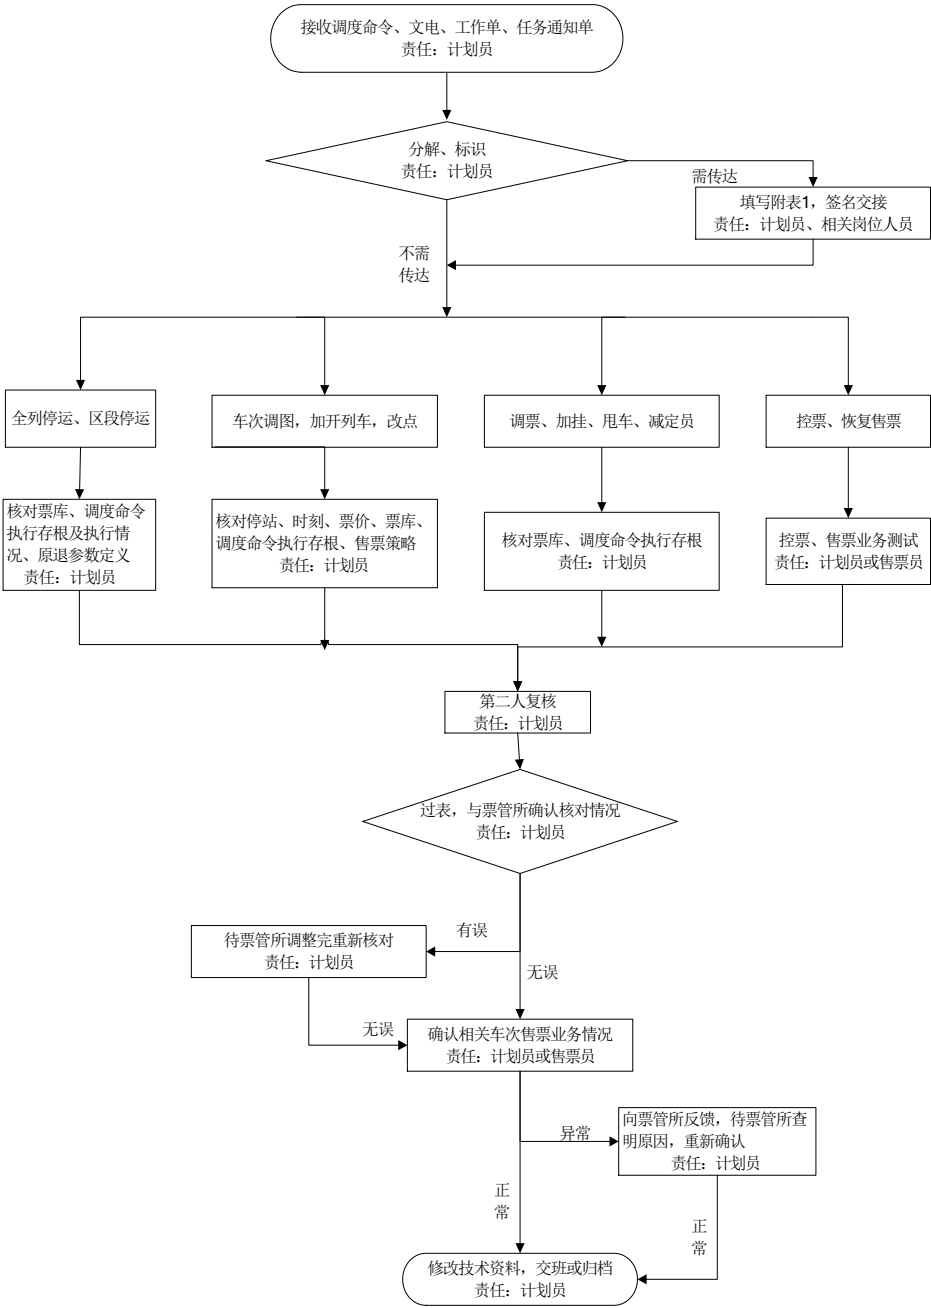 接收调度命令、文电、工作单、任务通知单
责任：计划员
分解、标识
责任：计划员
需传达
填写附表1，签名交接
责任：计划员、相关岗位人员
不需
传达
全列停运、区段停运
车次调图，加开列车，改点
调票、加挂、甩车、减定员
控票、恢复售票
核对票库、调度命令
执行存根及执行情
况、原退参数定义
责任：计划员
核对停站、时刻、票价、票库、
调度命令执行存根、售票策略
责任：计划员
核对票库、调度命令执行存根
责任：计划员
控票、售票业务测试
责任：计划员或售票员
第二人复核
责任：计划员
过表，与票管所确认核对情况
责任：计划员
有误
待票管所调整完重新核对
责任：计划员
无误
无误
确认相关车次售票业务情况
责任：计划员或售票员
异常
向票管所反馈，待票管所查
明原因，重新确认
责任：计划员
正
常
正
常
修改技术资料，交班或归档
责任：计划员